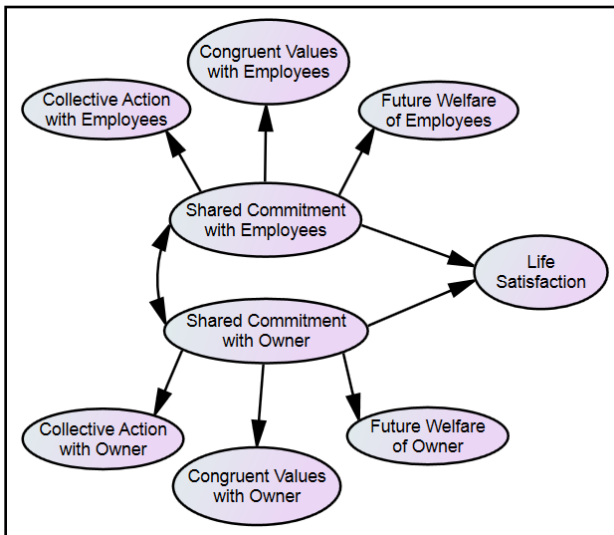 Congruent Values
with Employees
Collective Action
with Employees
Future Welfare
of Employees
Shared Commitment
with Employees
Life
Satisfaction
Shared Commitment
with Owner
Collective Action
with Owner
Future Welfare
of Owner
Congruent Values
with Owner